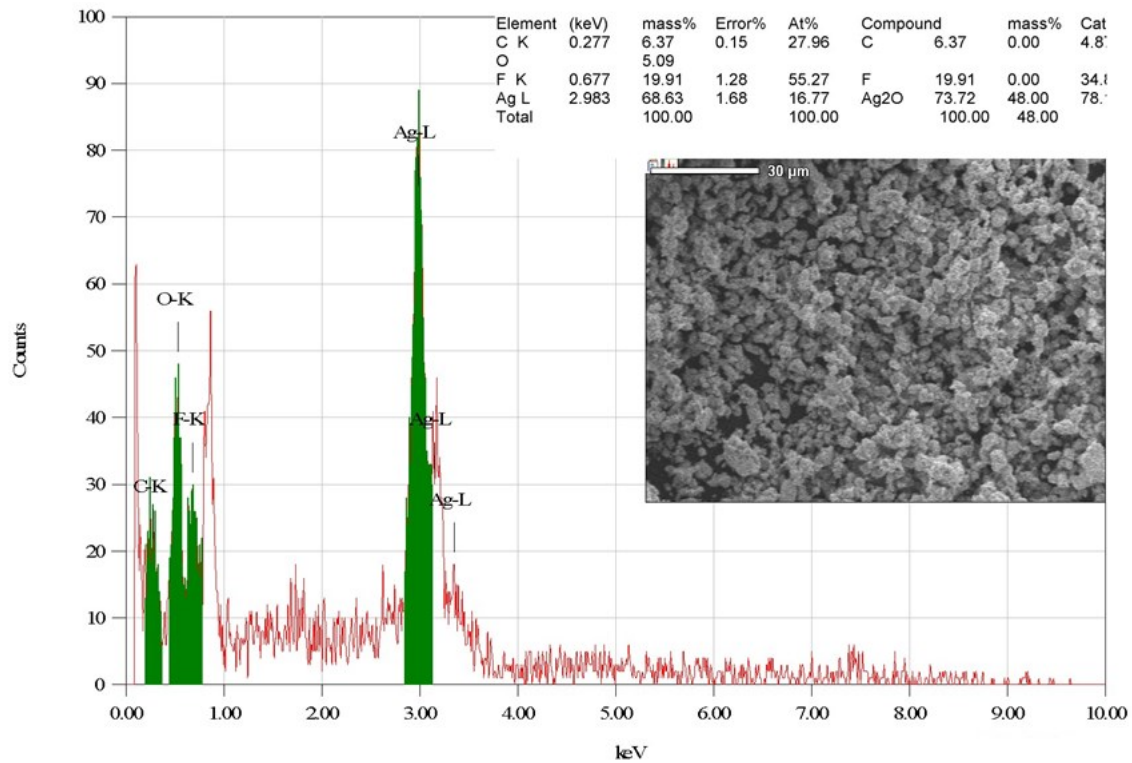 Element (keV) mass% Error% At% Compound mass% Cat
C K 0.277 6.37 0.15 27.96 C 6.37 0.00 4.87
O 5.09
F K 0.677 19.91 1.28 55.27 F 19.91 0.00
Ag L 2.983 68.63 1.68 16.77 Ag2O 73.72 48.00
Total 100.00 100.00 100.00 48.00
30 µm
100
90
80
70
60
50
40
30
20
10
0
Counts
Ag-L
O-K
F-K
Ag-L
C-K
Ag-L
0.00 1.00 2.00 3.00 4.00 5.00 6.00 7.00 8.00 9.00 10.00
keV